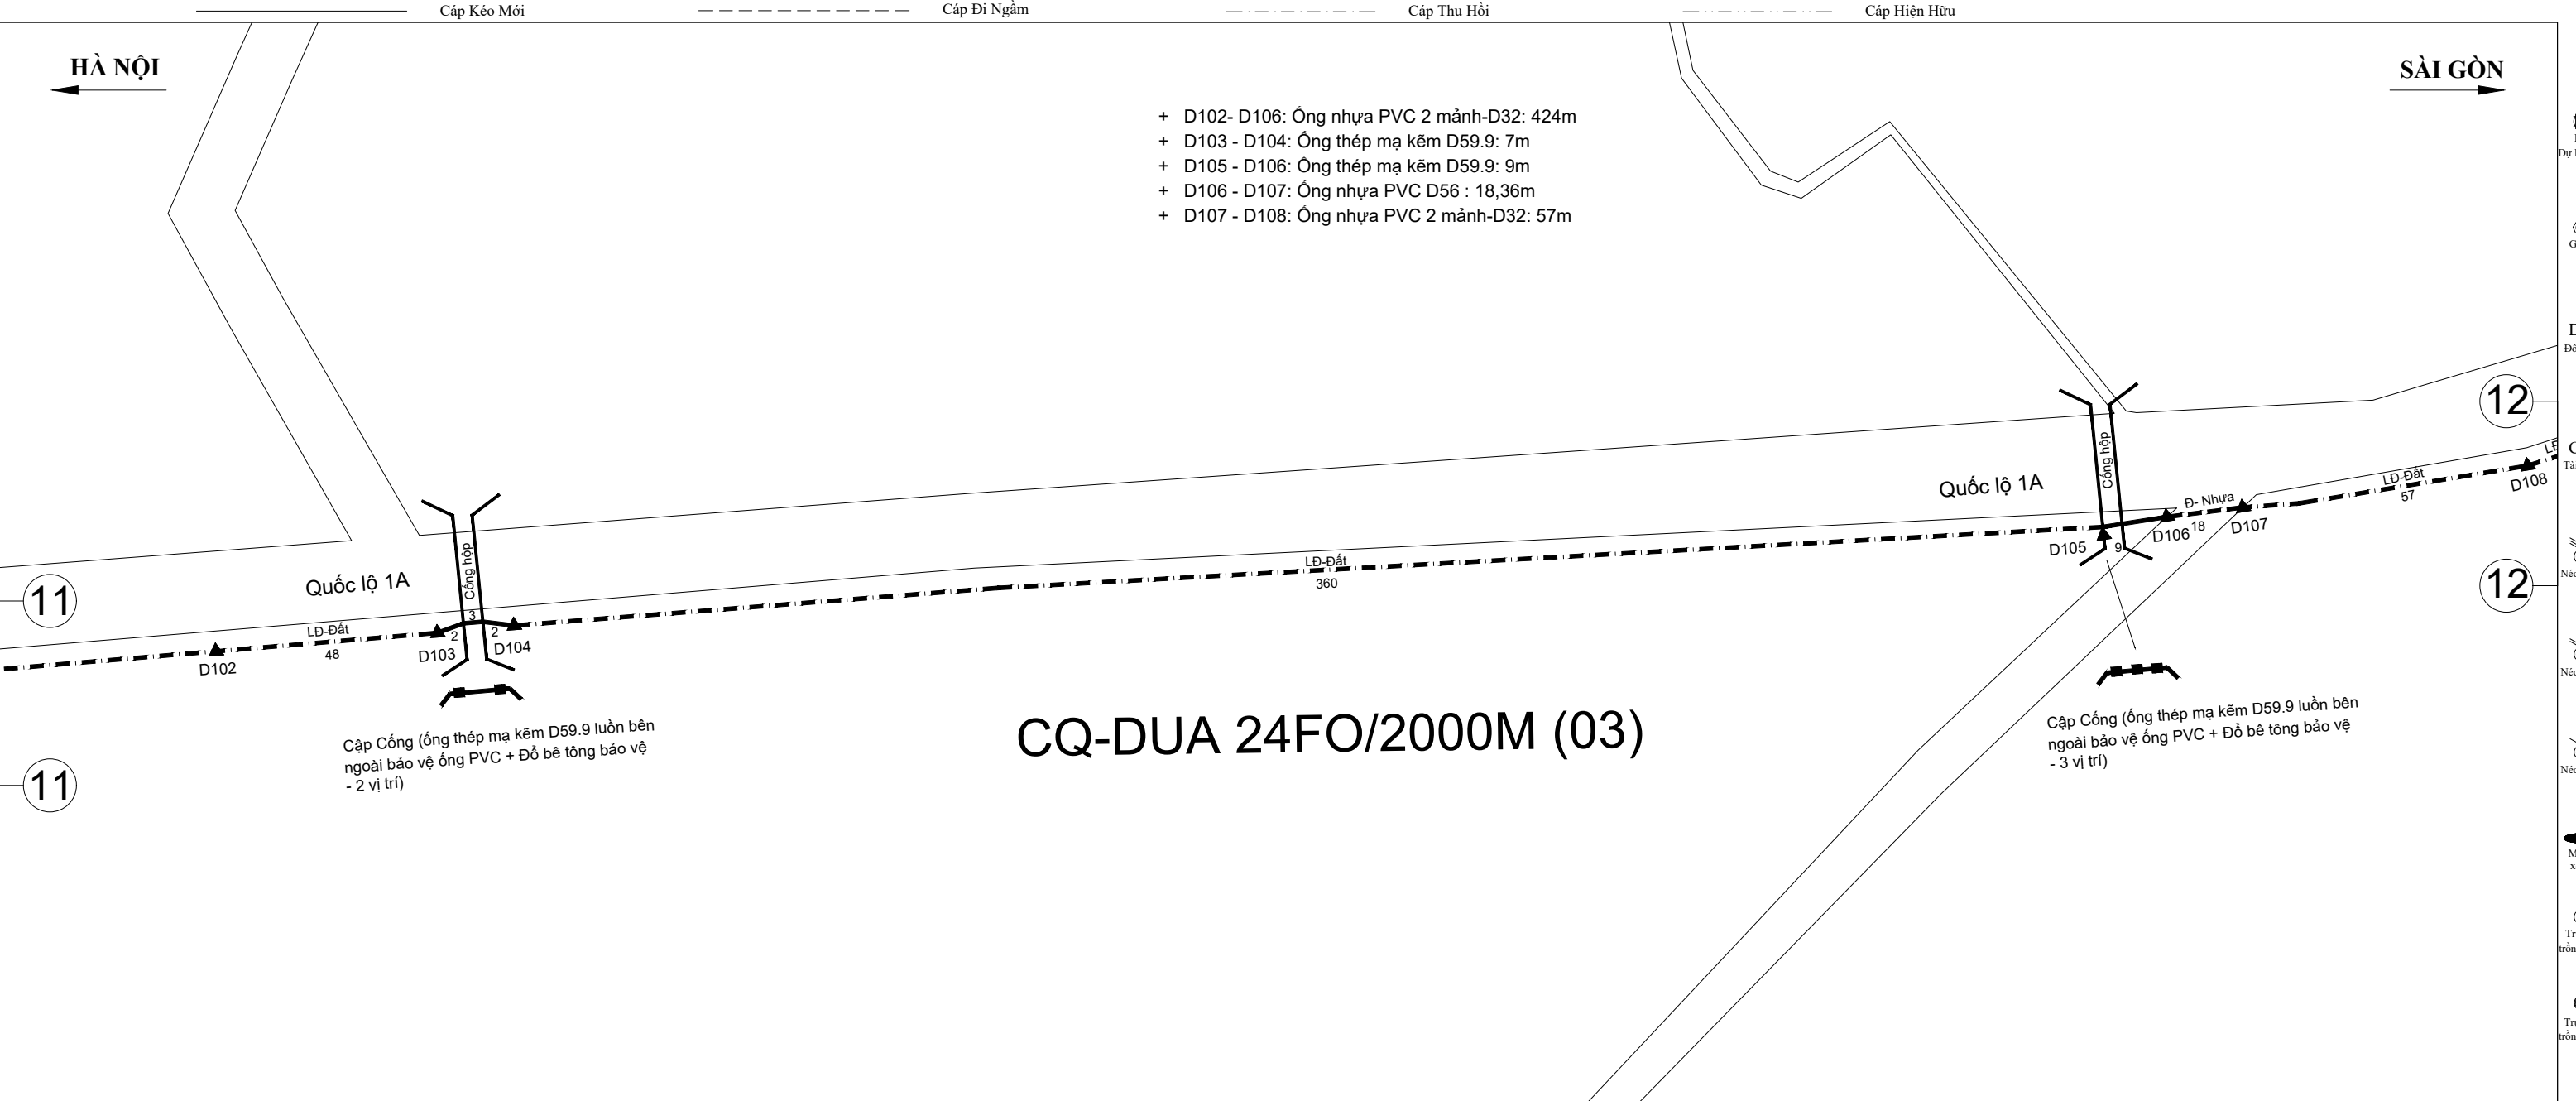 Cáp Kéo Mới
Cáp Đi Ngầm
Cáp Thu Hồi
Cáp Hiện Hữu
HÀ NỘI
SÀI GÒN
+ D102- D106: Ống nhựa PVC 2 mảnh-D32: 424m
+ D103 - D104: Ống thép mạ kẽm D59.9: 7m
+ D105 - D106: Ống thép mạ kẽm D59.9: 9m
+ D106 - D107: Ống nhựa PVC D56 : 18,36m
+ D107 - D108: Ống nhựa PVC 2 mảnh-D32: 57m
12
Cống hộp
Quốc lộ 1A
Đ- Nhựa
LĐ-Đất
57
D108
D105
9
D106
18
D107
12
Cống hộp
Quốc lộ 1A
11
LĐ-Đất
360
3
2
2
LĐ-Đất
48
D102
D103
D104
Cập Cống (ống thép mạ kẽm D59.9 luồn bên
ngoài bảo vệ ống PVC + Đổ bê tông bảo vệ
- 2 vị trí)
11
CQ-DUA 24FO/2000M (03)
Cập Cống (ống thép mạ kẽm D59.9 luồn bên
ngoài bảo vệ ống PVC + Đổ bê tông bảo vệ
- 3 vị trí)